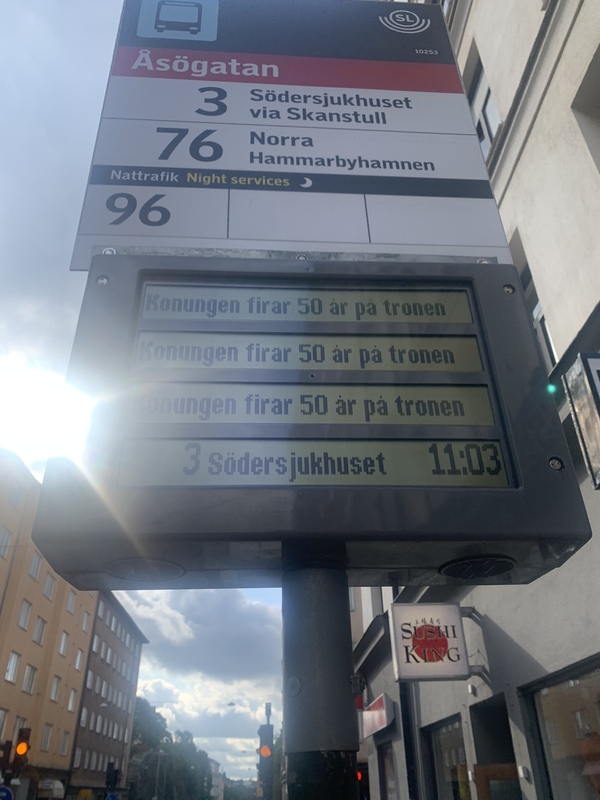 SL
10253
Åsögatan
3 Södersjukhuset
via Skanstull
76 Norra
Hammarbyhamnen
Nattrafik Night services
96
Konungen firar 50 år på tronen
Konungen firar 50 år på tronen
Konungen firar 50 år på tronen
3 Södersjukhuset 11:03
SUSHI
KING